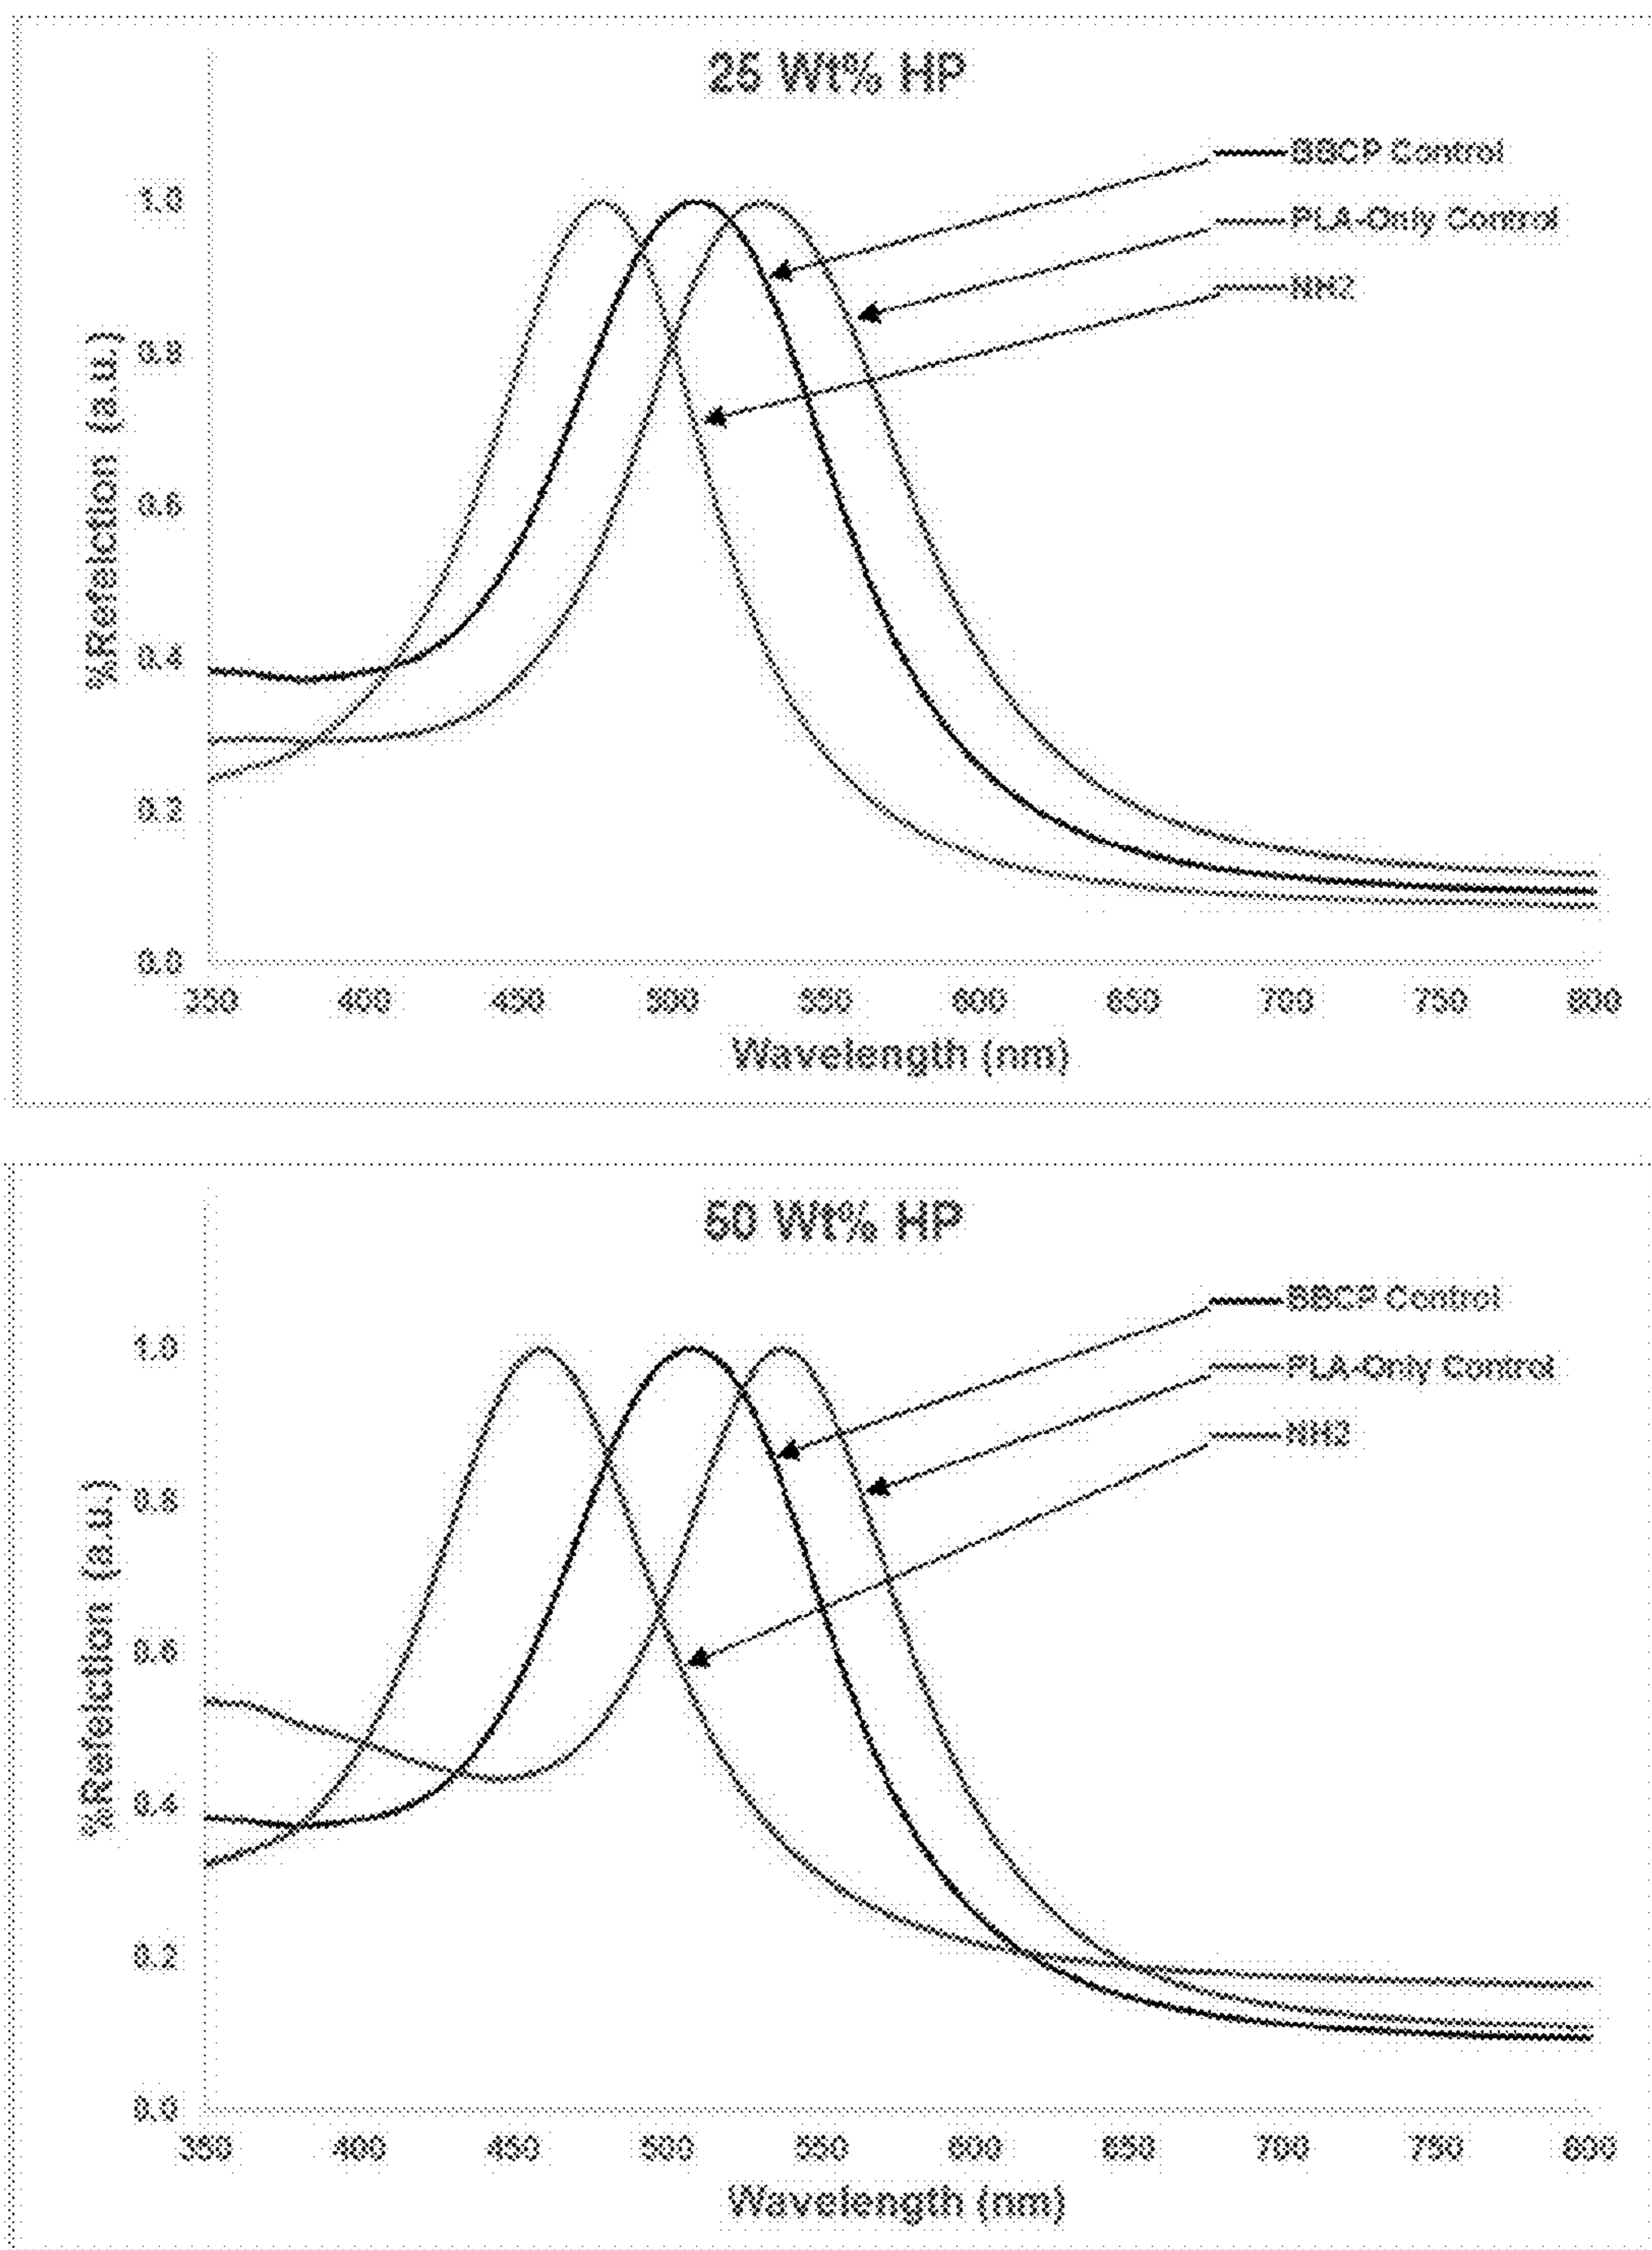 25 Wt% HP
BBCP Control
PLA-Only Control
NH2
1.0
0.8
0.6
0.4
0.2
0.0
%Refelction (a.u.)
350 400 450 500 550 600 650 700 750 800
Wavelength (nm)
50 Wt% HP
BBCP Control
PLA-Only Control
NH2
1.0
0.8
0.6
0.4
0.2
0.0
%Refelction (a.u.)
350 400 450 500 550 600 650 700 750 800
Wavelength (nm)